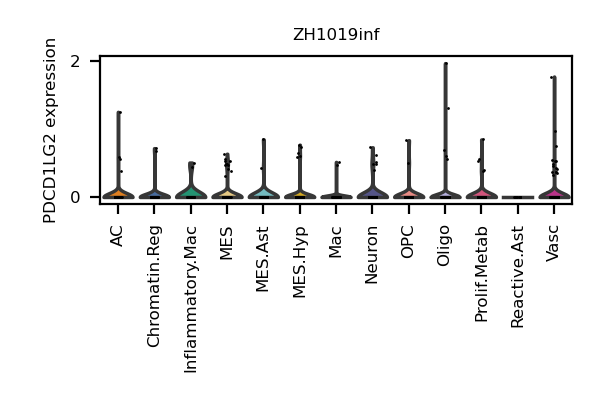 ZH1019inf
PDCD1LG2 expression
2
0
AC
Chromatin.Reg
Inflammatory.Mac
MES
MES.Ast
MES.Hyp
Mac
Neuron
OPC
Oligo
Prolif.Metab
Reactive.Ast
Vasc